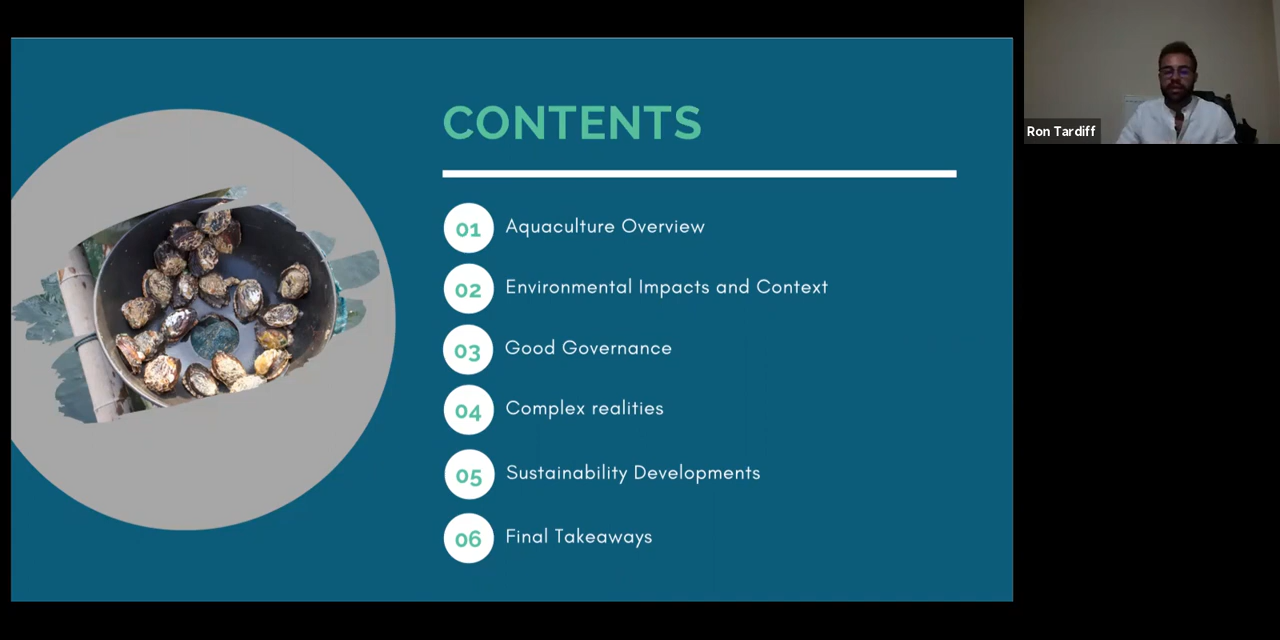 CONTENTS
01 Aquaculture Overview
02 Environmental Impacts and Context
03 Good Governance
04 Complex realities
05 Sustainability Developments
06 Final Takeaways
Ron Tardiff